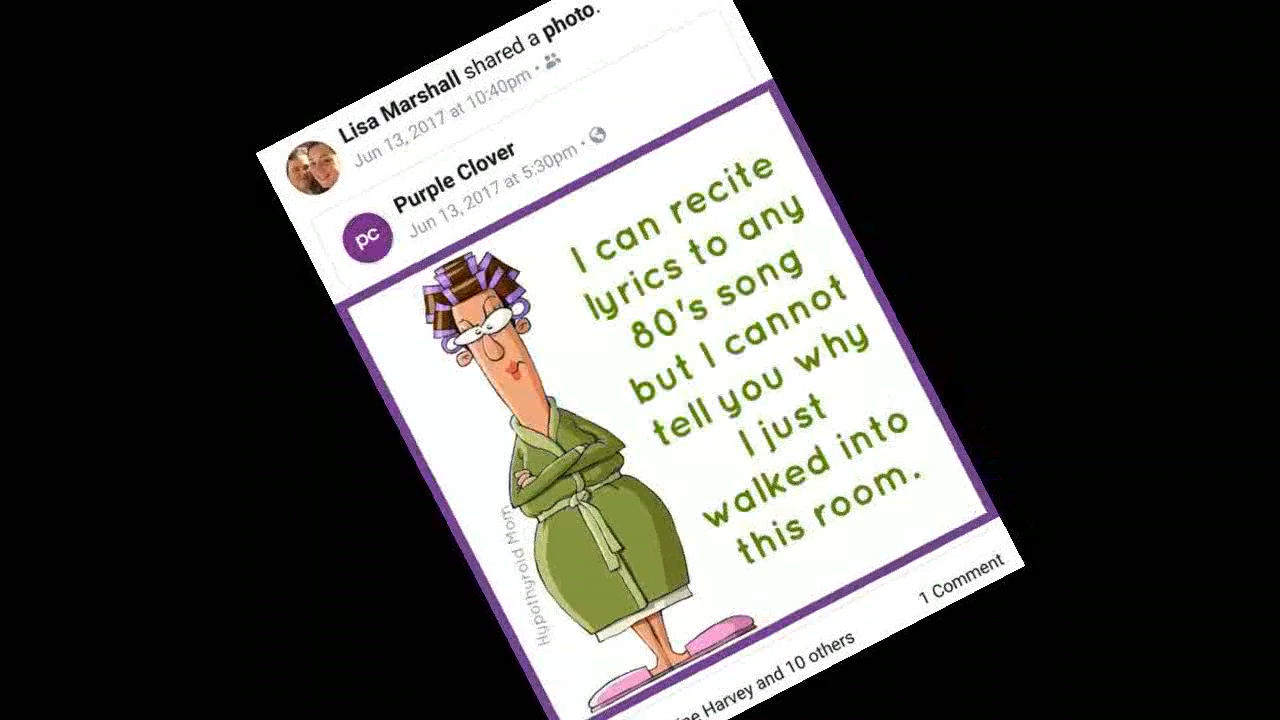 Lisa Marshall shared a photo.
Jun 13, 2017 at 10:40pm •
pc
Purple Clover
Jun 13, 2017 at 5:30pm •
I can recite
lyrics to any
80's song
but I cannot
tell you why
I just
walked into
this room.
Hypothyroid Mom
1 Comment
Harvey and 10 others